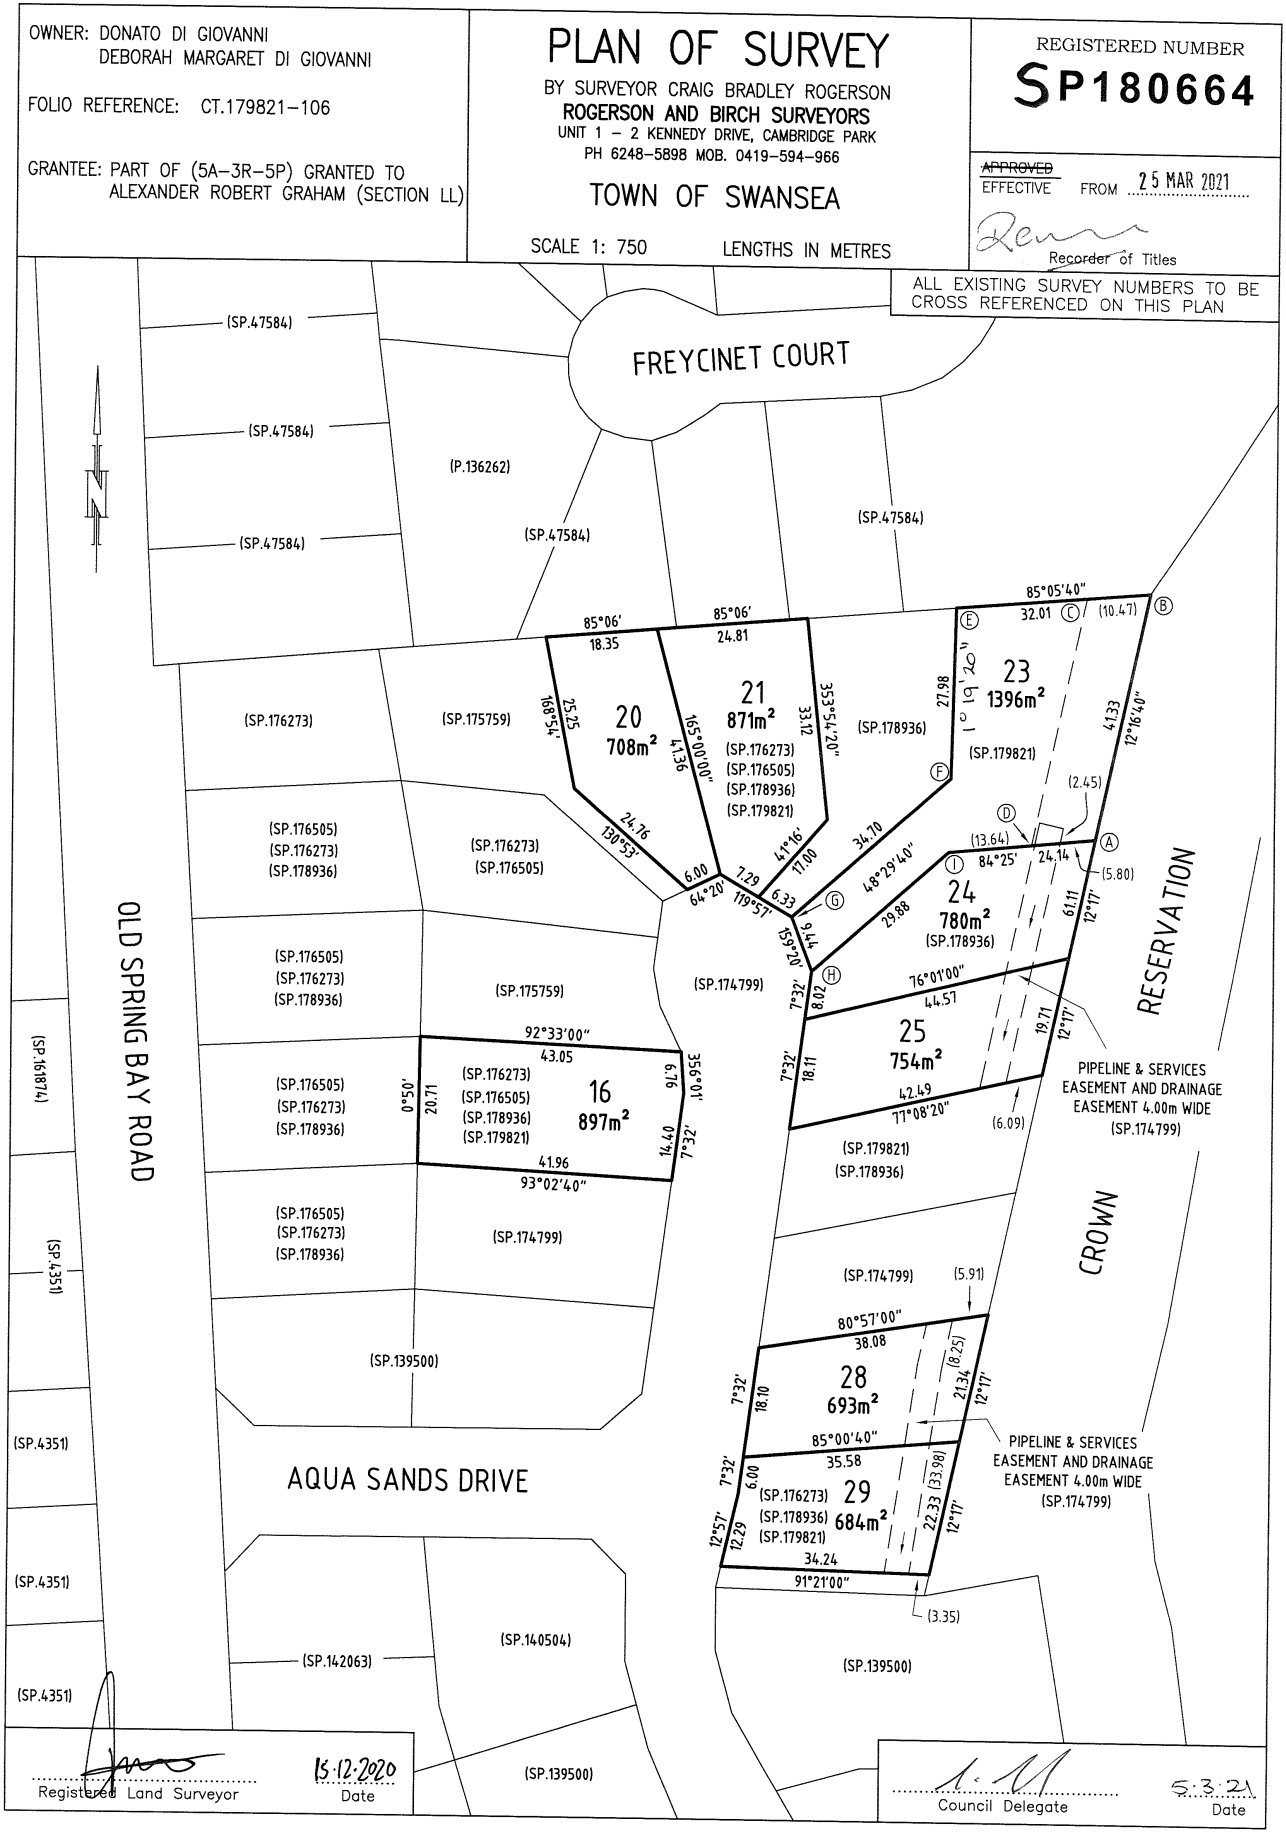 OWNER: DONATO DI GIOVANNI
DEBORAH MARGARET DI GIOVANNI
FOLIO REFERENCE: CT.179821-106
GRANTEE: PART OF (5A-3R-5P) GRANTED TO
ALEXANDER ROBERT GRAHAM (SECTION LL)
PLAN OF SURVEY
BY SURVEYOR CRAIG BRADLEY ROGERSON
ROGERSON AND BIRCH SURVEYORS
UNIT 1 - 2 KENNEDY DRIVE, CAMBRIDGE PARK
PH 6248-5898 MOB. 0419-594-966
TOWN OF SWANSEA
SCALE 1: 750 LENGTHS IN METRES
REGISTERED NUMBER
SP180664
APPROVED
EFFECTIVE FROM 25 MAR 2021
Recorder of Titles
ALL EXISTING SURVEY NUMBERS TO BE
CROSS REFERENCED ON THIS PLAN
(SP.47584)
FREYCINET COURT
(SP.47584)
(P.136262)
(SP.47584)
(SP.47584)
(SP.47584)
N
85°05'40"
32.01
(10.47)
E
C
B
85°06'
18.35
85°06'
24.81
168°54'
25.25
20
708m²
165°00'00"
41.36
21
871m²
(SP.176273)
(SP.176505)
(SP.178936)
(SP.179821)
353°54'20"
33.12
(SP.178936)
27.98
1°19'20"
23
1396m²
(SP.179821)
41.33
12°16'40"
F
(2.45)
D
(SP.176273)
(SP.175759)
24.76
130°53'
6.00
64°20'
7.29
119°57'
6.33
41°16'
17.00
34.70
48°29'40"
29.88
G
9.44
159°20'
H
(13.64)
I
84°25'
24.14
A
(5.80)
24
780m²
(SP.178936)
61.11
12°17'
(SP.176505)
(SP.176273)
(SP.178936)
(SP.176273)
(SP.176505)
OLD SPRING BAY ROAD
RESERVATION
CROWN
(SP.176505)
(SP.176273)
(SP.178936)
(SP.175759)
(SP.174799)
7°32'
8.02
76°01'00"
44.57
25
754m²
7°32'
18.11
19.71
12°17'
42.49
77°08'20"
(6.09)
PIPELINE & SERVICES
EASEMENT AND DRAINAGE
EASEMENT 4.00m WIDE
(SP.174799)
(SP.161874)
92°33'00"
43.05
0°50'
20.71
(SP.176273)
(SP.176505)
(SP.178936)
(SP.179821)
16
897m²
6.76
356°01'
14.40
7°32'
41.96
93°02'40"
(SP.176505)
(SP.176273)
(SP.178936)
(SP.179821)
(SP.178936)
(SP.4351)
(SP.176505)
(SP.176273)
(SP.178936)
(SP.174799)
(SP.174799)
(5.91)
80°57'00"
38.08
(8.25)
7°32'
18.10
28
693m²
21.34
12°17'
(SP.139500)
85°00'40"
35.58
7°32'
6.00
(SP.176273)
(SP.178936)
(SP.179821)
29
684m²
(33.98)
22.33
12°17'
12°57'
12.29
34.24
91°21'00"
(3.35)
PIPELINE & SERVICES
EASEMENT AND DRAINAGE
EASEMENT 4.00m WIDE
(SP.174799)
AQUA SANDS DRIVE
(SP.4351)
(SP.4351)
(SP.4351)
(SP.142063)
(SP.140504)
(SP.139500)
(SP.139500)
15.12.2020
Registered Land Surveyor Date
5.3.21
Council Delegate Date